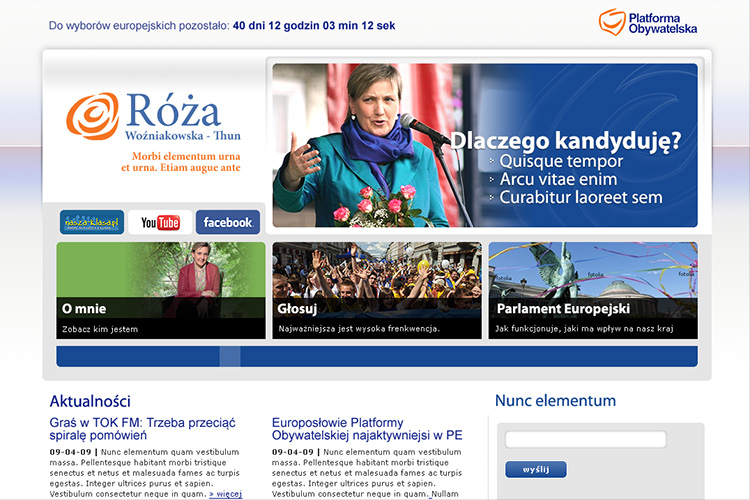 Do wyborów europejskich pozostało: 40 dni 12 godzin 03 min 12 sek
Platforma
Obywatelska
Róża
Woźniakowska - Thun
Morbi elementum urna
et urna. Etiam augue ante
Dlaczego kandyduję?
Quisque tempor
Arcu vitae enim
Curabitur laoreet sem
nasza-klasa.pl
YouTube
facebook
O mnie
Zobacz kim jestem
Głosuj
Najważniejsza jest wysoka frenkwencja.
fotolia
fotolia
fotolia
Parlament Europejski
Jak funkcjonuje, jaki ma wpływ na nasz kraj
Aktualności
Graś w TOK FM: Trzeba przeciąć
spiralę pomówień
09-04-09 | Nunc elementum quam vestibulum
massa. Pellentesque habitant morbi tristique
senectus et netus et malesuada fames ac turpis
egestas. Integer ultrices purus et sapien.
Vestibulum consectetur neque in quam. » więcej
Europosłowie Platformy
Obywatelskiej najaktywniejsi w PE
09-04-09 | Nunc elementum quam vestibulum
massa. Pellentesque habitant morbi tristique
senectus et netus et malesuada fames ac turpis
egestas. Integer ultrices purus et sapien.
Vestibulum consectetur neque in quam. Nullam
Nunc elementum
wyślij